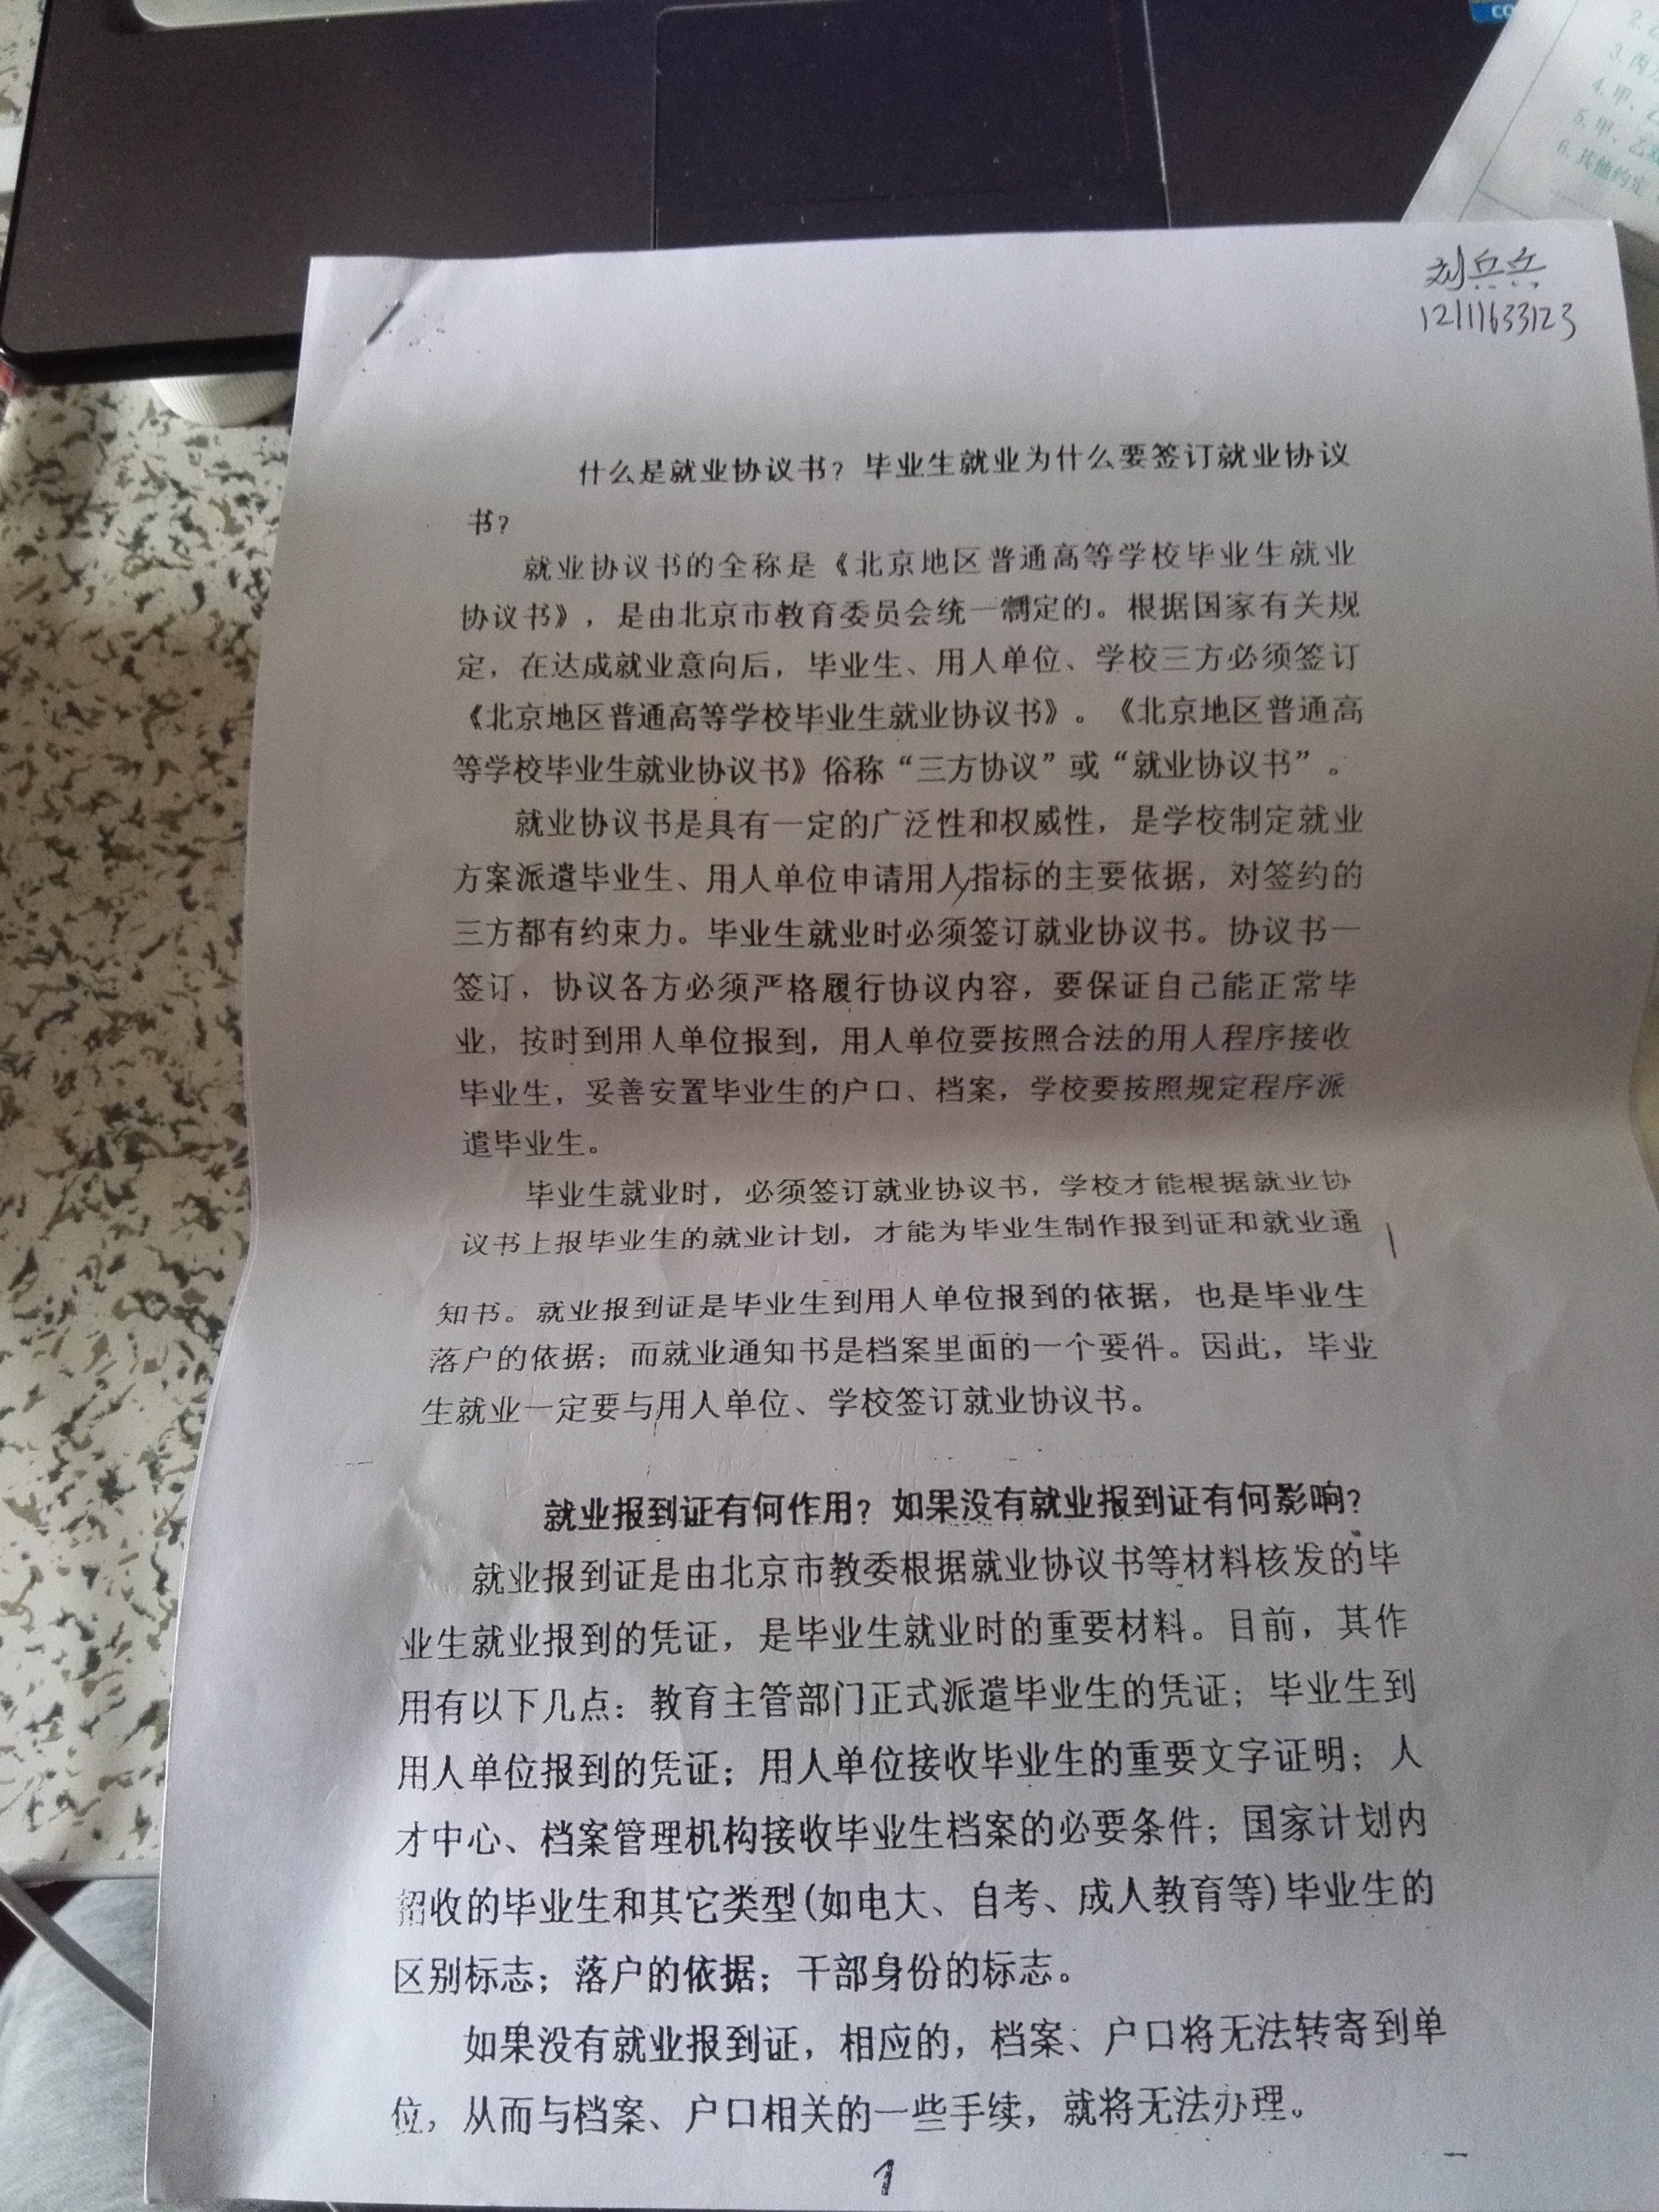 CO
2.
3. 丙
4. 甲、
5. 甲、乙
6. 其他约定
刘兵兵
12111633123
什么是就业协议书？毕业生就业为什么要签订就业协议
书？
就业协议书的全称是《北京地区普通高等学校毕业生就业
协议书》，是由北京市教育委员会统一制定的。根据国家有关规
定，在达成就业意向后，毕业生、用人单位、学校三方必须签订
《北京地区普通高等学校毕业生就业协议书》。《北京地区普通高
等学校毕业生就业协议书》俗称“三方协议”或“就业协议书”。
就业协议书是具有一定的广泛性和权威性，是学校制定就业
方案派遣毕业生、用人单位申请用人指标的主要依据，对签约的
三方都有约束力。毕业生就业时必须签订就业协议书。协议书一
签订，协议各方必须严格履行协议内容，要保证自己能正常毕
业，按时到用人单位报到，用人单位要按照合法的用人程序接收
毕业生，妥善安置毕业生的户口、档案，学校要按照规定程序派
遣毕业生。
毕业生就业时，必须签订就业协议书，学校才能根据就业协
议书上报毕业生的就业计划，才能为毕业生制作报到证和就业通
知书。就业报到证是毕业生到用人单位报到的依据，也是毕业生
落户的依据；而就业通知书是档案里面的一个要件。因此，毕业
生就业一定要与用人单位、学校签订就业协议书。
就业报到证有何作用？如果没有就业报到证有何影响？
就业报到证是由北京市教委根据就业协议书等材料核发的毕
业生就业报到的凭证，是毕业生就业时的重要材料。目前，其作
用有以下几点：教育主管部门正式派遣毕业生的凭证；毕业生到
用人单位报到的凭证；用人单位接收毕业生的重要文字证明；人
才中心、档案管理机构接收毕业生档案的必要条件；国家计划内
招收的毕业生和其它类型(如电大、自考、成人教育等)毕业生的
区别标志；落户的依据；干部身份的标志。
如果没有就业报到证，相应的，档案、户口将无法转寄到单
位，从而与档案、户口相关的一些手续，就将无法办理。
1